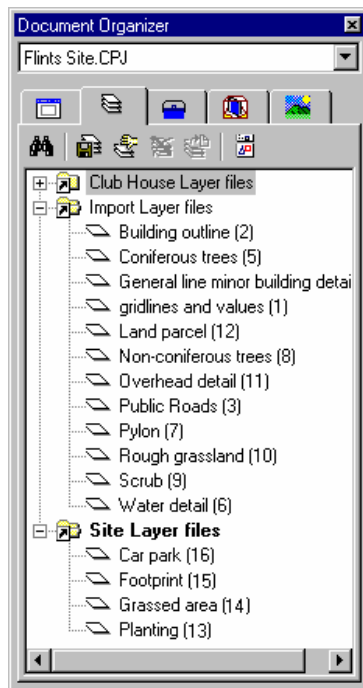 Document Organizer
Flints Site.CPJ
Club House Layer files
Import Layer files
Building outline (2)
Coniferous trees (5)
General line minor building detai
gridlines and values (1)
Land parcel (12)
Non-coniferous trees (8)
Overhead detail (11)
Public Roads (3)
Pylon (7)
Rough grassland (10)
Scrub (9)
Water detail (6)
Site Layer files
Car park (16)
Footprint (15)
Grassed area (14)
Planting (13)